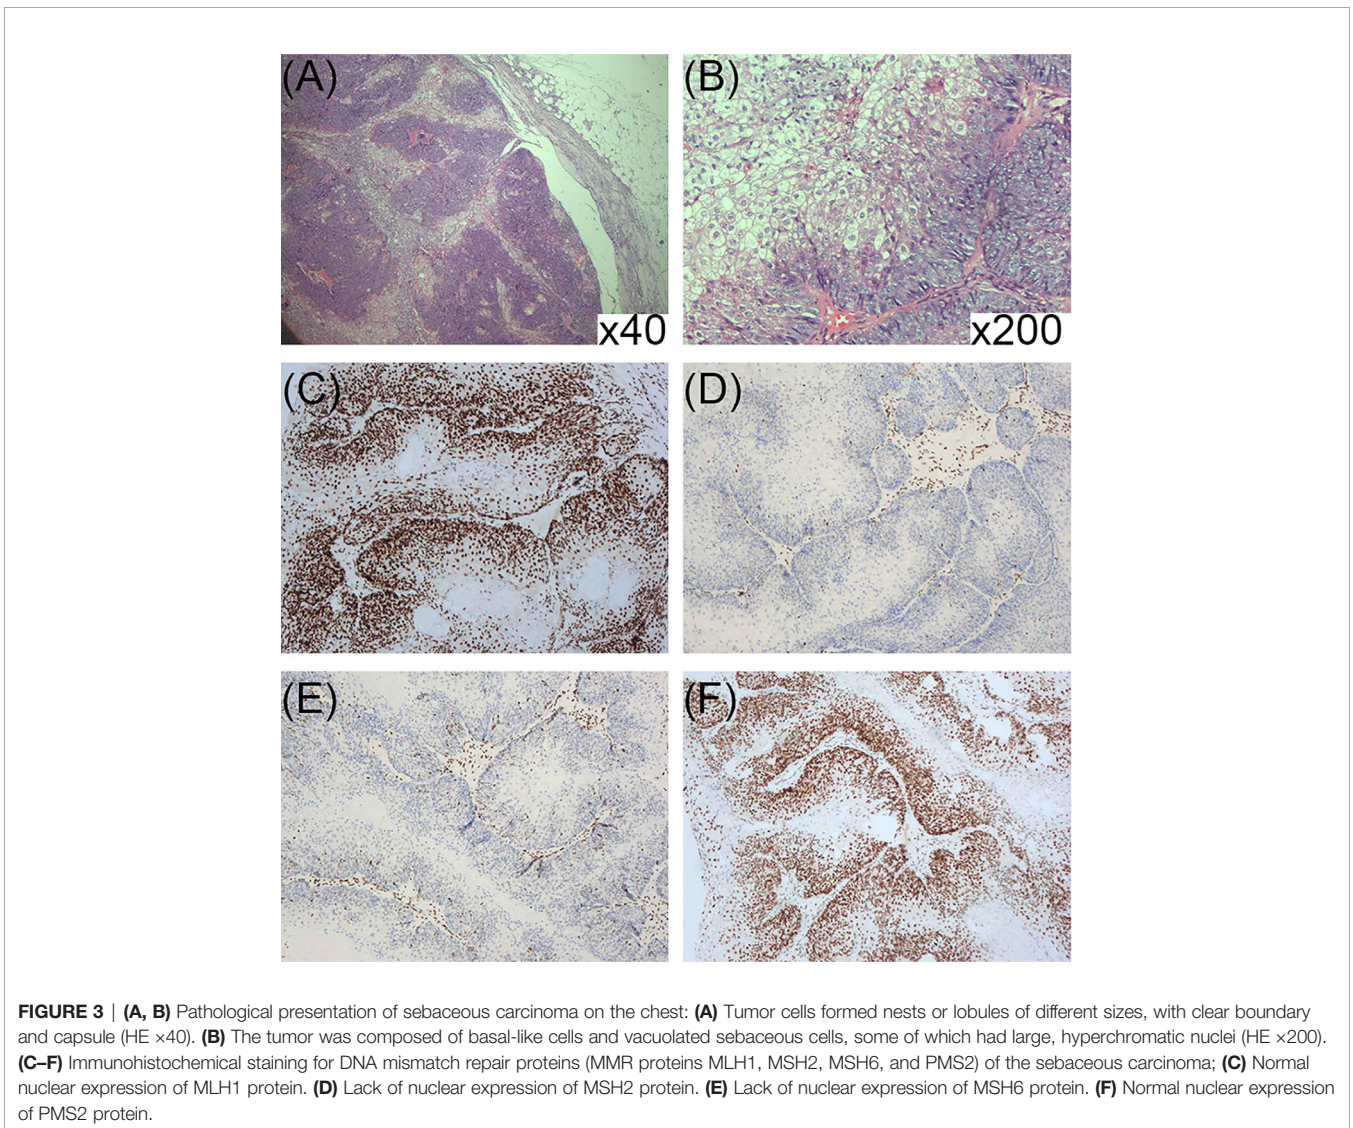 (A)
x40
(B)
x200
(C)
(D)
(E)
(F)
FIGURE 3 | (A, B) Pathological presentation of sebaceous carcinoma on the chest: (A) Tumor cells formed nests or lobules of different sizes, with clear boundary
and capsule (HE ×40). (B) The tumor was composed of basal-like cells and vacuolated sebaceous cells, some of which had large, hyperchromatic nuclei (HE ×200).
(C–F) Immunohistochemical staining for DNA mismatch repair proteins (MMR proteins MLH1, MSH2, MSH6, and PMS2) of the sebaceous carcinoma; (C) Normal
nuclear expression of MLH1 protein. (D) Lack of nuclear expression of MSH2 protein. (E) Lack of nuclear expression of MSH6 protein. (F) Normal nuclear expression
of PMS2 protein.